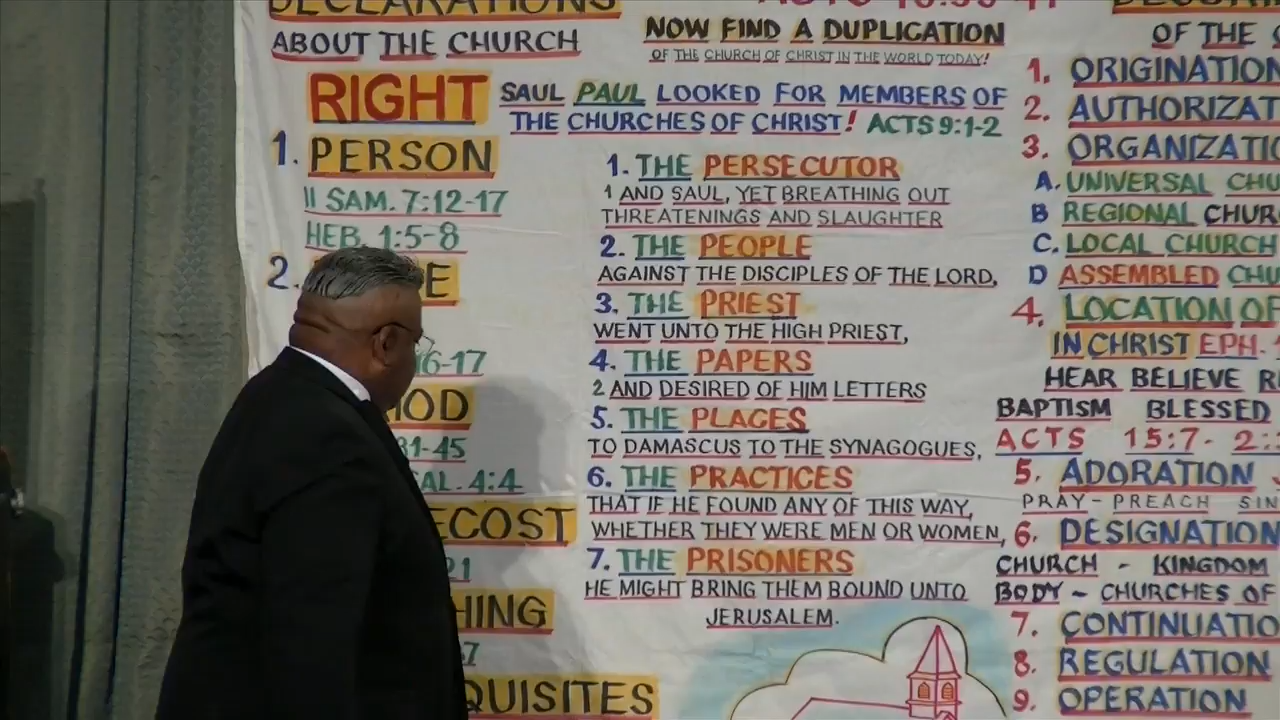 DECLARATIONS
ABOUT THE CHURCH
RIGHT
1. PERSON
II SAM. 7:12-17
HEB. 1:5-8
2.
16-17
31-45
4:4
21
QUISITES
NOW FIND A DUPLICATION
OF THE CHURCH OF CHRIST IN THE WORLD TODAY!
SAUL PAUL LOOKED FOR MEMBERS OF
THE CHURCHES OF CHRIST! ACTS 9:1-2
1. THE PERSECUTOR
1 AND SAUL, YET BREATHING OUT
THREATENINGS AND SLAUGHTER
2. THE PEOPLE
AGAINST THE DISCIPLES OF THE LORD,
3. THE PRIEST
WENT UNTO THE HIGH PRIEST,
4. THE PAPERS
2 AND DESIRED OF HIM LETTERS
5. THE PLACES
TO DAMASCUS TO THE SYNAGOGUES,
6. THE PRACTICES
THAT IF HE FOUND ANY OF THIS WAY,
WHETHER THEY WERE MEN OR WOMEN,
7. THE PRISONERS
HE MIGHT BRING THEM BOUND UNTO
JERUSALEM.
OF THE
1. ORIGINATION
2. AUTHORIZAT
3. ORGANIZATIO
A. UNIVERSAL CHU
B REGIONAL CHUR
C. LOCAL CHURCH
D ASSEMBLED CHU
4. LOCATION OF
IN CHRIST EPH.
HEAR BELIEVE
BAPTISM BLESSED
ACTS 15:7-
5. ADORATION
PRAY - PREACH SIN
6. DESIGNATION
CHURCH - KINGDOM
BODY - CHURCHES OF
7. CONTINUATIO
8. REGULATION
9. OPERATION